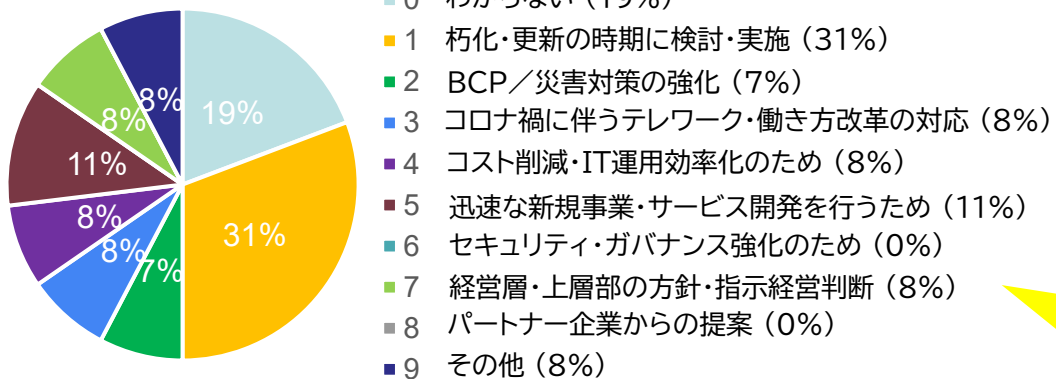 0 わからない（19%）
1 朽化・更新の時期に検討・実施（31%）
2 BCP／災害対策の強化（7%）
3 コロナ禍に伴うテレワーク・働き方改革の対応（8%）
4 コスト削減・IT運用効率化のため（8%）
5 迅速な新規事業・サービス開発を行うため（11%）
6 セキュリティ・ガバナンス強化のため（0%）
7 経営層・上層部の方針・指示経営判断（8%）
8 パートナー企業からの提案（0%）
9 その他（8%）
19%
31%
7%
8%
8%
11%
8%
8%